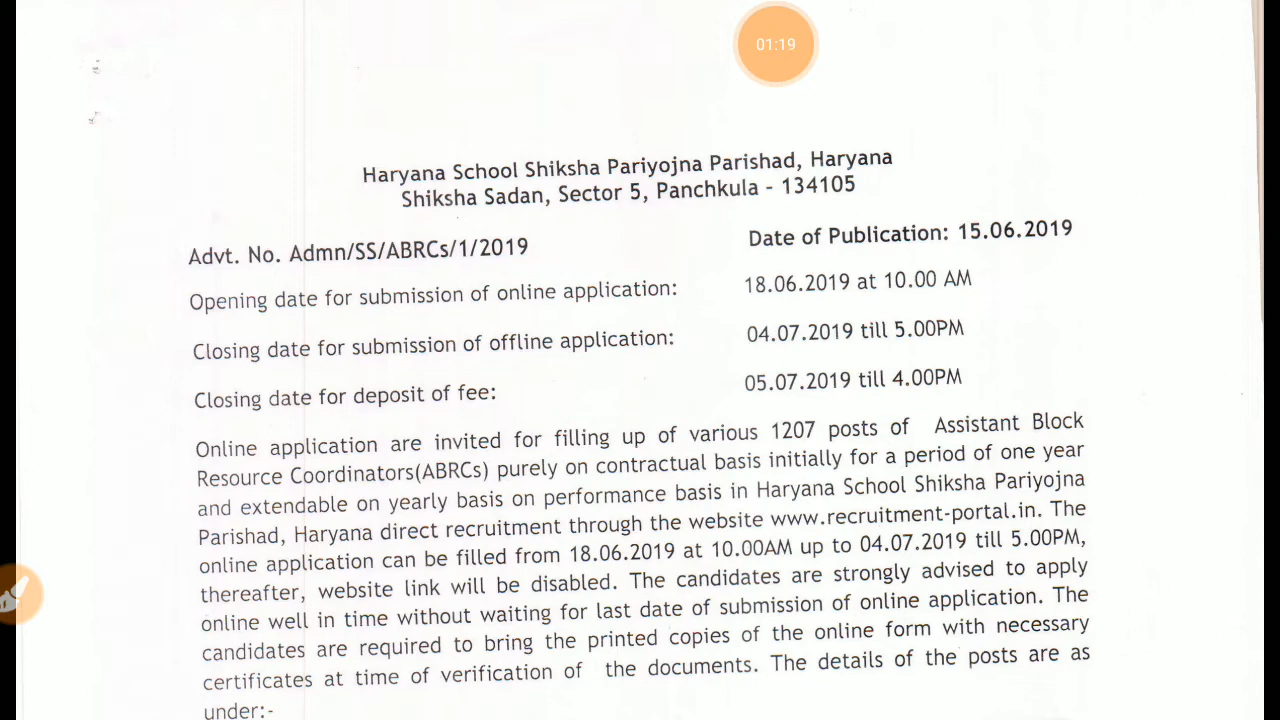 01:19
Haryana School Shiksha Pariyojna Parishad, Haryana
Shiksha Sadan, Sector 5, Panchkula - 134105
Advt. No. Admn/SS/ABRCs/1/2019 Date of Publication: 15.06.2019
Opening date for submission of online application: 18.06.2019 at 10.00 AM
Closing date for submission of offline application: 04.07.2019 till 5.00PM
Closing date for deposit of fee: 05.07.2019 till 4.00PM
Online application are invited for filling up of various 1207 posts of Assistant Block
Resource Coordinators(ABRCs) purely on contractual basis initially for a period of one year
and extendable on yearly basis on performance basis in Haryana School Shiksha Pariyojna
Parishad, Haryana direct recruitment through the website www.recruitment-portal.in. The
online application can be filled from 18.06.2019 at 10.00AM up to 04.07.2019 till 5.00PM,
thereafter, website link will be disabled. The candidates are strongly advised to apply
online well in time without waiting for last date of submission of online application. The
candidates are required to bring the printed copies of the online form with necessary
certificates at time of verification of the documents. The details of the posts are as
under:-